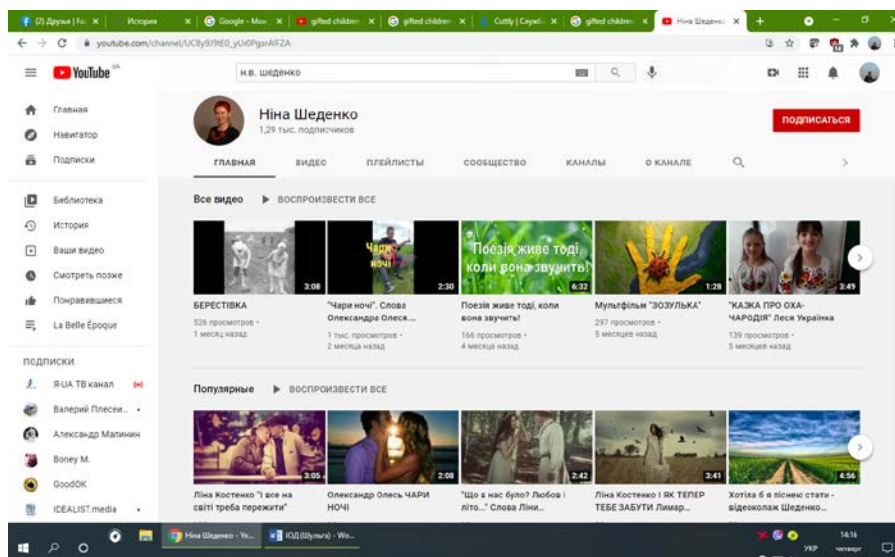 (2) Друзья | Fac
История
Google - Мой
gifted children
gifted children
Cuttly | Служб
gifted children
Ніна Шеденко
youtube.com/channel/
YouTube UA
н.в. шеденко
Главная
Навигатор
Подписки
Библиотека
История
Ваши видео
Смотреть позже
Понравившиеся
La Belle Époque
ПОДПИСКИ
Я-UA ТВ канал
Валерий Плесеи...
Александр Малинин
Boney M.
GoodOK
IDEALIST.media
Ніна Шеденко
1,29 тыс. подписчиков
ПОДПИСАТЬСЯ
ГЛАВНАЯ ВИДЕО ПЛЕЙЛИСТЫ СООБЩЕСТВО КАНАЛЫ О КАНАЛЕ
Все видео ВОСПРОИЗВЕСТИ ВСЕ
3:08
Чари
ночі
2:30
Поезія живе тоді,
коли вона звучить!
6:32
1:28
3:49
БЕРЕСТІВКА
526 просмотров •
1 месяц назад
"Чари ночі". Слова
Олександра Олеся....
1 тыс. просмотров •
2 месяца назад
Поезія живе тоді, коли
вона звучить!
166 просмотров •
4 месяца назад
Мультфільм "ЗОЗУЛЬКА"
297 просмотров •
5 месяцев назад
"КАЗКА ПРО ОХА-
ЧАРОДІЯ" Леся Українка
139 просмотров •
5 месяцев назад
Популярные ВОСПРОИЗВЕСТИ ВСЕ
3:05
2:08
2:42
3:41
4:56
Ліна Костенко "І все на
світі треба пережити"
Олександр Олесь ЧАРИ
НОЧІ
"Що в нас було? Любов і
літо..." Слова Ліни...
Ліна Костенко І ЯК ТЕПЕР
ТЕБЕ ЗАБУТИ Лимар...
Хотіла б я піснею стати -
відеоколаж Шеденко...
Ніна Шеденко - Yo...
ІОД(Шульга) - Wo...
14:16
УКР
четверг